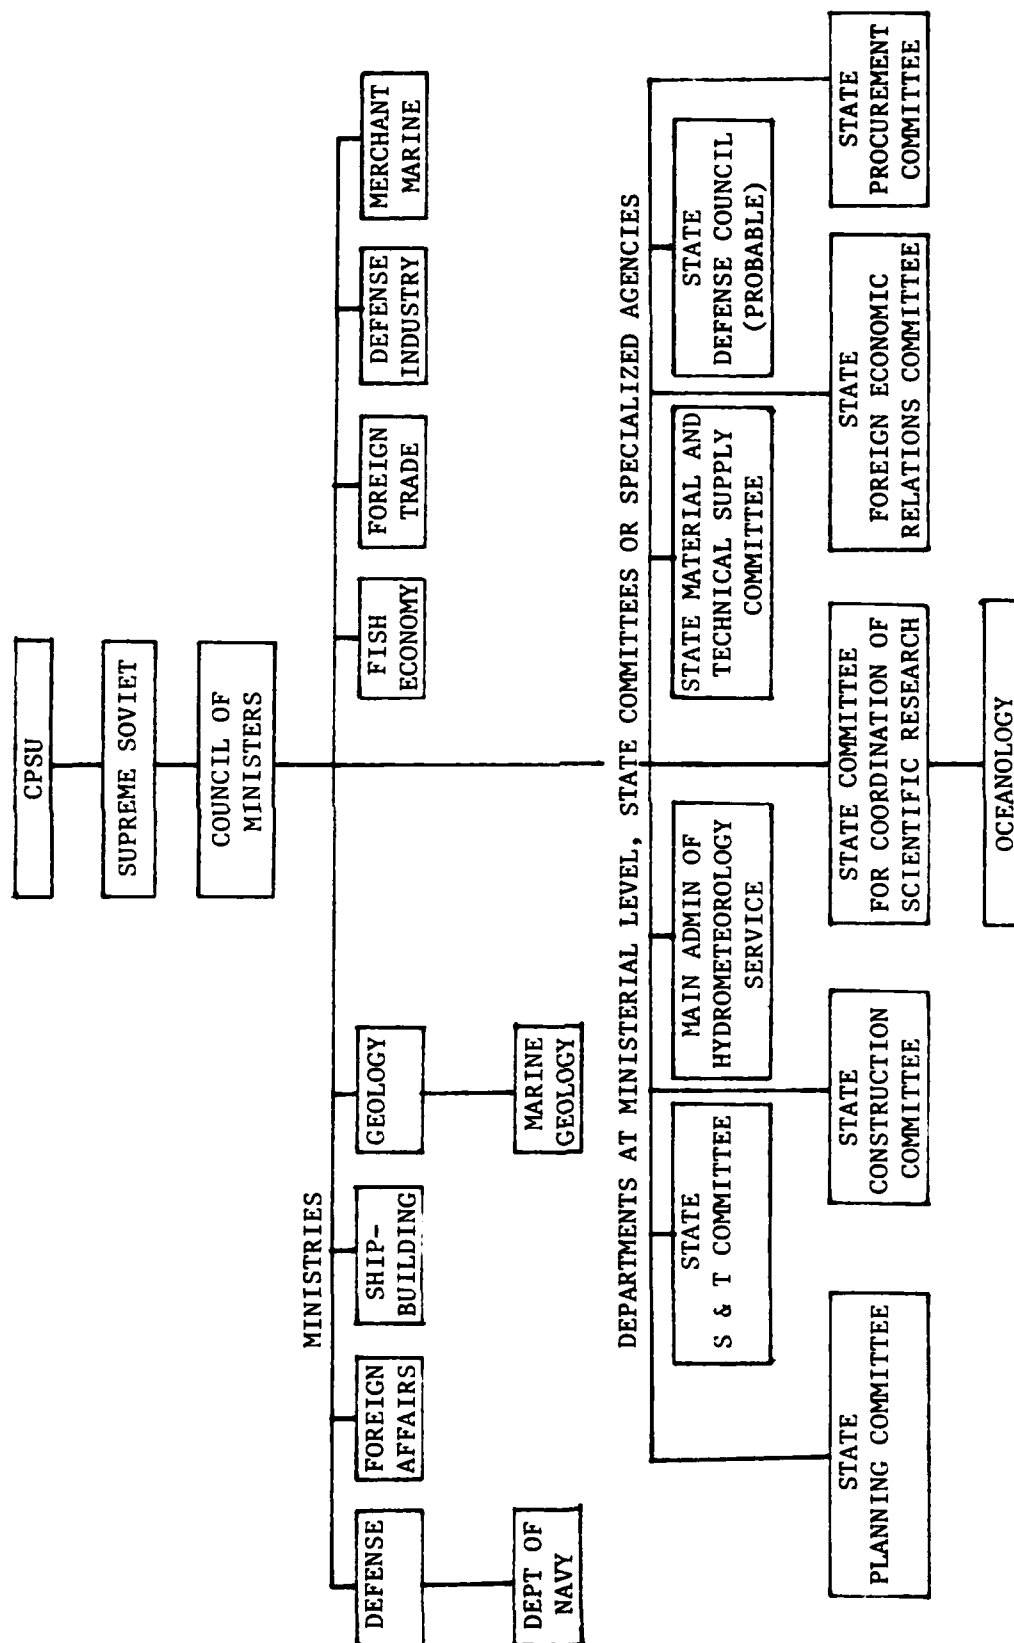 CPSU
SUPREME SOVIET
COUNCIL OF
MINISTERS
MINISTRIES
DEFENSE
FOREIGN
AFFAIRS
SHIP-
BUILDING
GEOLOGY
FISH
ECONOMY
FOREIGN
TRADE
DEFENSE
INDUSTRY
MERCHANT
MARINE
DEPT OF
NAVY
MARINE
GEOLOGY
DEPARTMENTS AT MINISTERIAL LEVEL, STATE COMMITTEES OR SPECIALIZED AGENCIES
STATE
S & T COMMITTEE
MAIN ADMIN OF
HYDROMETEOROLOGY
SERVICE
STATE MATERIAL AND
TECHNICAL SUPPLY
COMMITTEE
STATE
DEFENSE COUNCIL
(PROBABLE)
STATE
PLANNING COMMITTEE
STATE
CONSTRUCTION
COMMITTEE
STATE COMMITTEE
FOR COORDINATION OF
SCIENTIFIC RESEARCH
STATE
FOREIGN ECONOMIC
RELATIONS COMMITTEE
STATE
PROCUREMENT
COMMITTEE
OCEANOLOGY